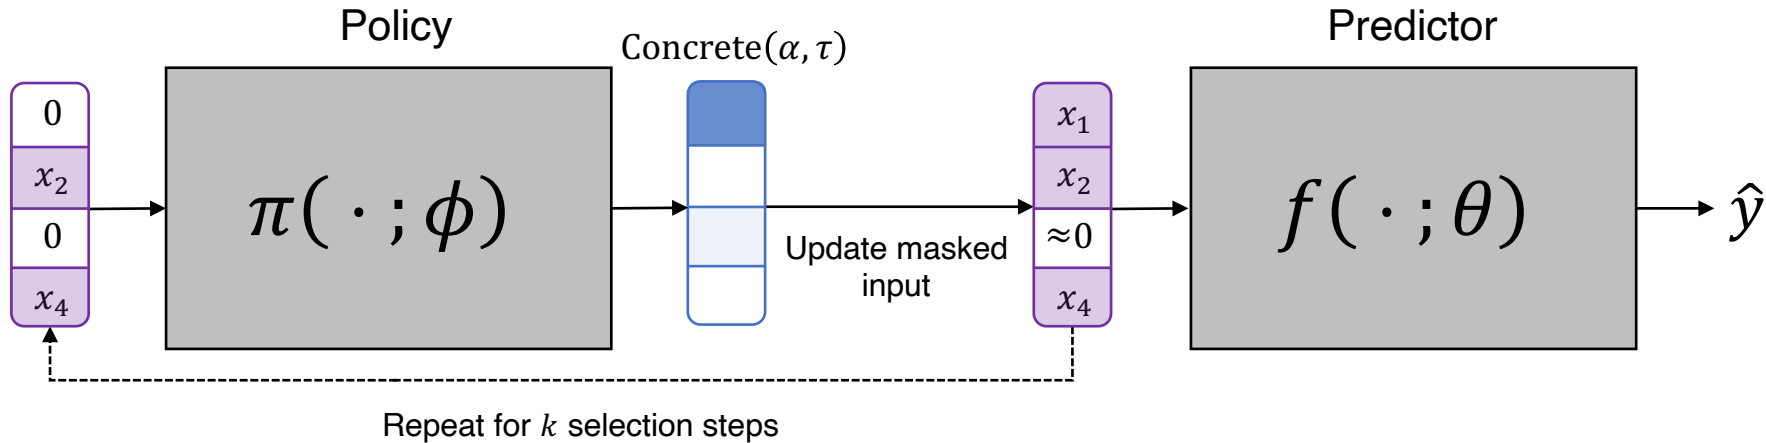 Policy
Predictor
Concrete(α, τ)
0
x₂
0
x₄
π( · ; ϕ)
x₁
x₂
≈0
x₄
f( · ; θ)
ŷ
Update masked
input
Repeat for k selection steps